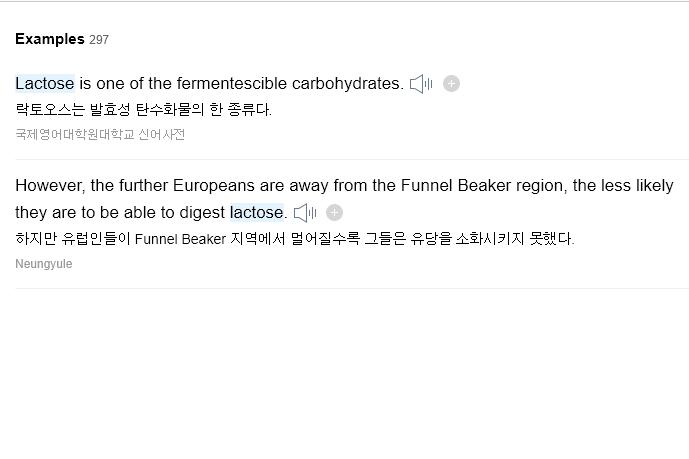 Examples 297
Lactose is one of the fermentescible carbohydrates.
락토오스는 발효성 탄수화물의 한 종류다.
국제영어대학원대학교 신어사전
However, the further Europeans are away from the Funnel Beaker region, the less likely
they are to be able to digest lactose.
하지만 유럽인들이 Funnel Beaker 지역에서 멀어질수록 그들은 유당을 소화시키지 못했다.
Neungyule